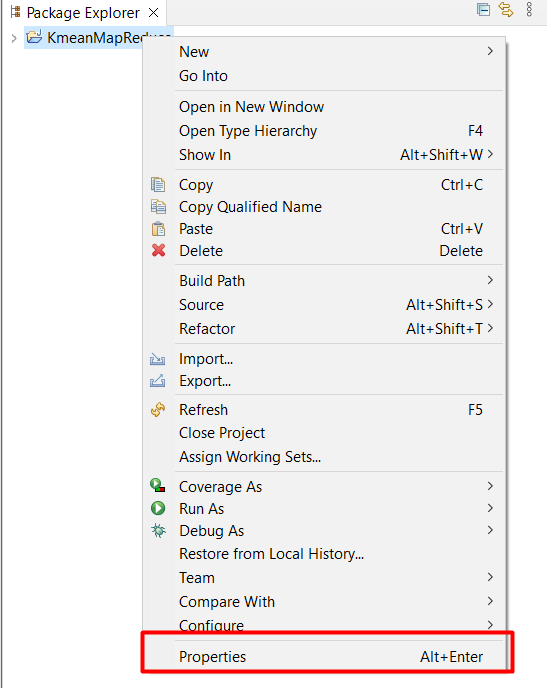 Package Explorer
KmeanMapReduce
New
Go Into
Open in New Window
Open Type Hierarchy F4
Show In Alt+Shift+W
Copy Ctrl+C
Copy Qualified Name
Paste Ctrl+V
Delete Delete
Build Path
Source Alt+Shift+S
Refactor Alt+Shift+T
Import...
Export...
Refresh F5
Close Project
Assign Working Sets...
Coverage As
Run As
Debug As
Restore from Local History...
Team
Compare With
Configure
Properties Alt+Enter